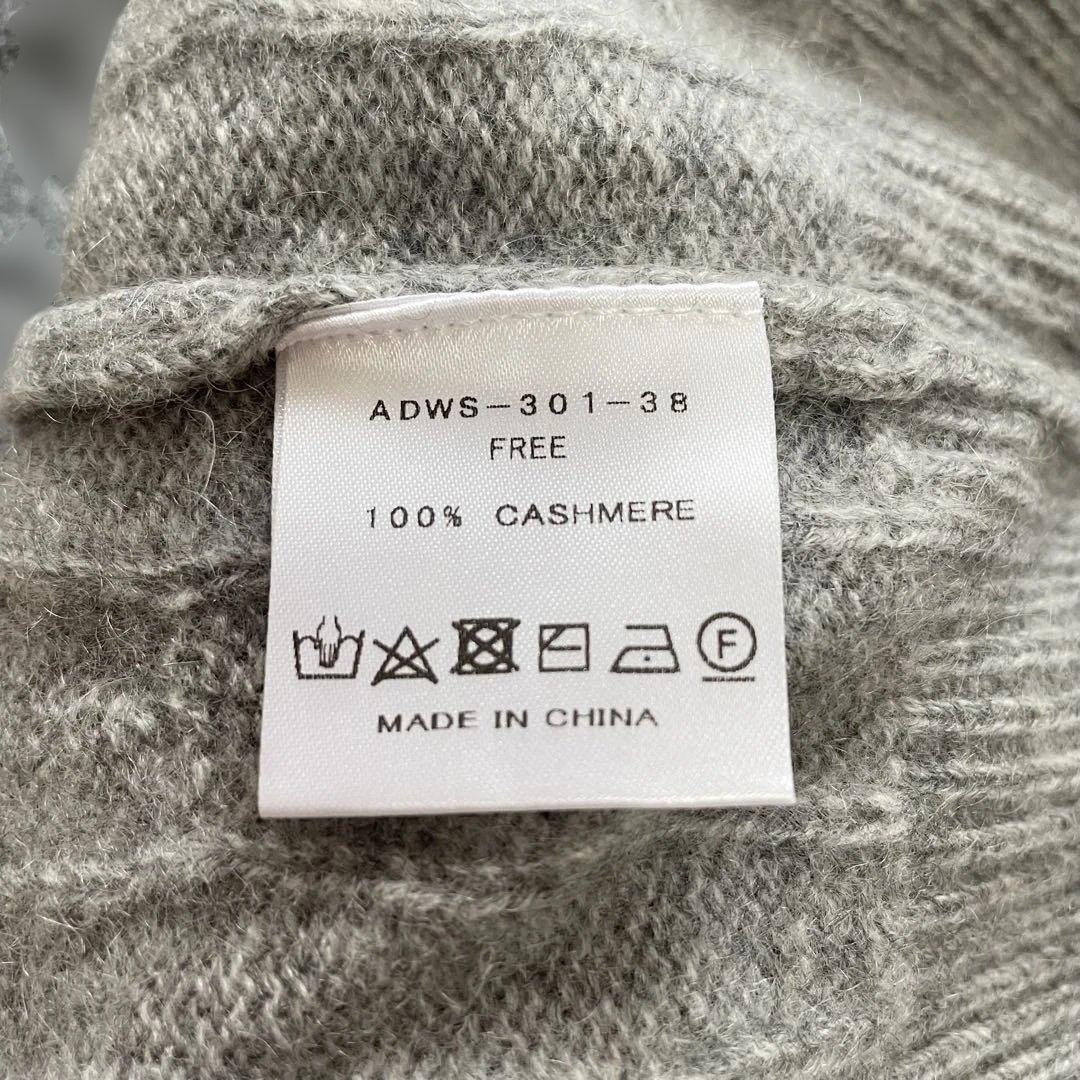 ADWS-301-38
FREE
100% CASHMERE
F
MADE IN CHINA